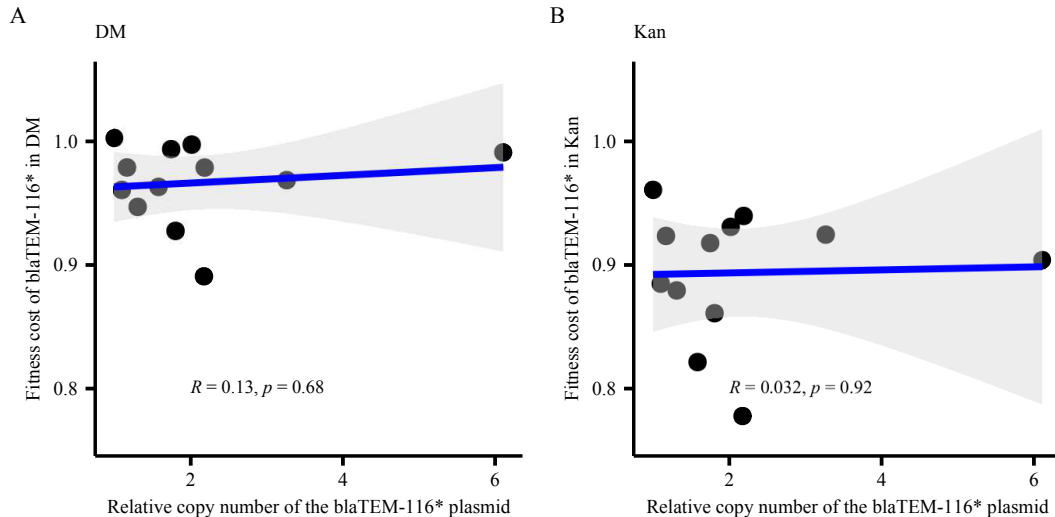 A
DM
Fitness cost of blaTEM-116* in DM
1.0
0.9
0.8
R = 0.13, p = 0.68
2
4
6
Relative copy number of the blaTEM-116* plasmid
B
Kan
Fitness cost of blaTEM-116* in Kan
1.0
0.9
0.8
R = 0.032, p = 0.92
2
4
6
Relative copy number of the blaTEM-116* plasmid